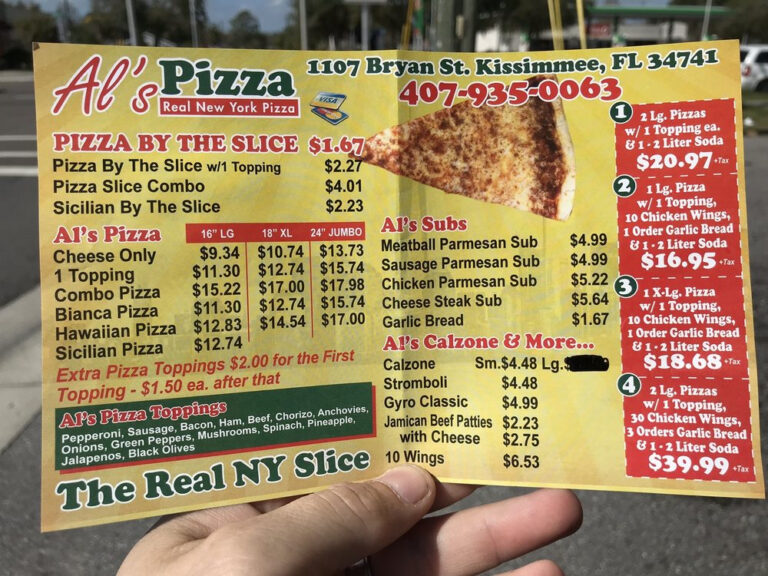 Al's Pizza
Real New York Pizza
VISA
1107 Bryan St. Kissimmee, FL 34741
407-935-0063
PIZZA BY THE SLICE $1.67
Pizza By The Slice w/1 Topping $2.27
Pizza Slice Combo $4.01
Sicilian By The Slice $2.23
Al's Pizza 16" LG 18" XL 24" JUMBO
Cheese Only $9.34 $10.74 $13.73
1 Topping $11.30 $12.74 $15.74
Combo Pizza $15.22 $17.00 $17.98
Bianca Pizza $11.30 $12.74 $15.74
Hawaiian Pizza $12.83 $14.54 $17.00
Sicilian Pizza $12.74
Extra Pizza Toppings $2.00 for the First
Topping - $1.50 ea. after that
Al's Pizza Toppings
Pepperoni, Sausage, Bacon, Ham, Beef, Chorizo, Anchovies,
Onions, Green Peppers, Mushrooms, Spinach, Pineapple,
Jalapenos, Black Olives
The Real NY Slice
Al's Subs
Meatball Parmesan Sub $4.99
Sausage Parmesan Sub $4.99
Chicken Parmesan Sub $5.22
Cheese Steak Sub $5.64
Garlic Bread $1.67
Al's Calzone & More...
Calzone Sm.$4.48 Lg.$
Stromboli $4.48
Gyro Classic $4.99
Jamican Beef Patties $2.23
with Cheese $2.75
10 Wings $6.53
1
2 Lg. Pizzas
w/ 1 Topping ea.
& 1 - 2 Liter Soda
$20.97 +Tax
2
1 Lg. Pizza
w/ 1 Topping,
10 Chicken Wings,
1 Order Garlic Bread
& 1 - 2 Liter Soda
$16.95 +Tax
3
1 X-Lg. Pizza
w/ 1 Topping,
10 Chicken Wings,
1 Order Garlic Bread
& 1 - 2 Liter Soda
$18.68 +Tax
4
2 Lg. Pizzas
w/ 1 Topping,
30 Chicken Wings,
3 Orders Garlic Bread
& 1 - 2 Liter Soda
$39.99 +Tax